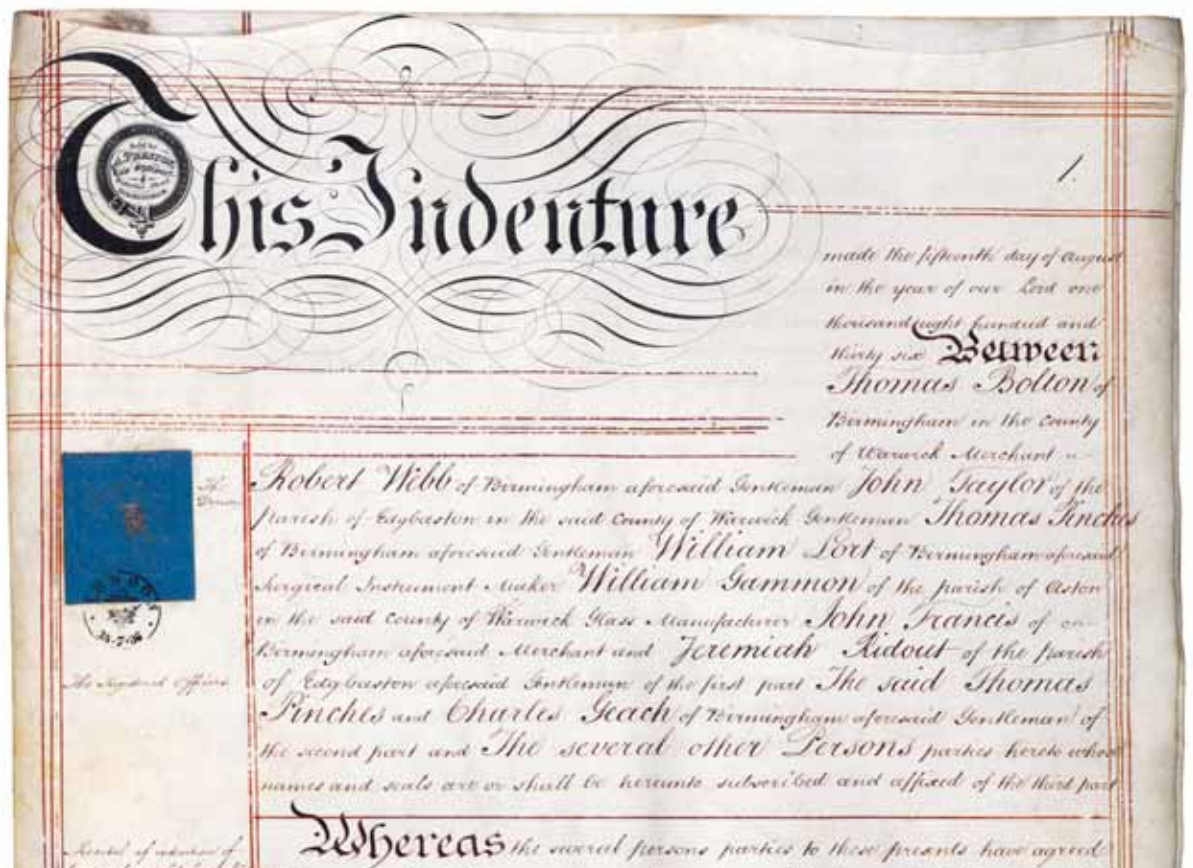 This Indenture
1.
made the fifteenth day of August
in the year of our Lord one
thousand eight hundred and
thirty six Between
Thomas Bolton of
Birmingham in the County
of Warwick Merchant
Robert Webb of Birmingham aforesaid Gentleman John Taylor of the
parish of Edgbaston in the said County of Warwick Gentleman Thomas Pinches
of Birmingham aforesaid Gentleman William Lort of Birmingham aforesaid
Surgical Instrument Maker William Gammon of the parish of Aston
in the said County of Warwick Glass Manufacturer John Francis of
Birmingham aforesaid Merchant and Jeremiah Ridout of the parish
of Edgbaston aforesaid Gentleman of the first part The said Thomas
Pinches and Charles Geach of Birmingham aforesaid Gentleman of
the second part and The several other Persons parties hereto whose
names and seals are or shall be hereunto subscribed and affixed of the third part
Whereas the several persons parties to these presents have agreed